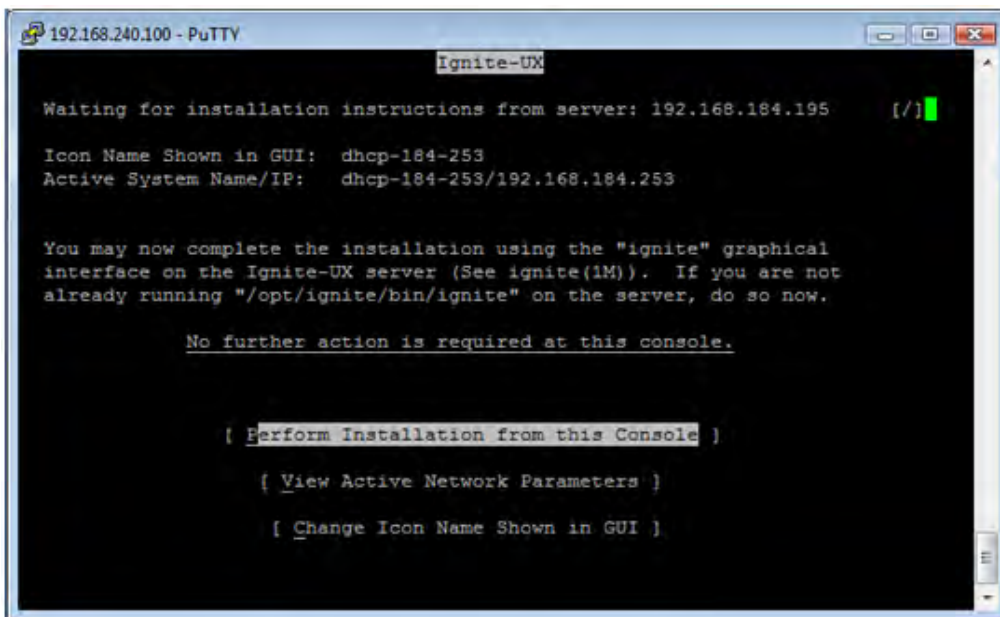 192.168.240.100 - PuTTY
Ignite-UX
Waiting for installation instructions from server: 192.168.184.195 [/]
Icon Name Shown in GUI: dhcp-184-253
Active System Name/IP: dhcp-184-253/192.168.184.253
You may now complete the installation using the "ignite" graphical
interface on the Ignite-UX server (See ignite(1M)). If you are not
already running "/opt/ignite/bin/ignite" on the server, do so now.
No further action is required at this console.
[ Perform Installation from this Console ]
[ View Active Network Parameters ]
[ Change Icon Name Shown in GUI ]